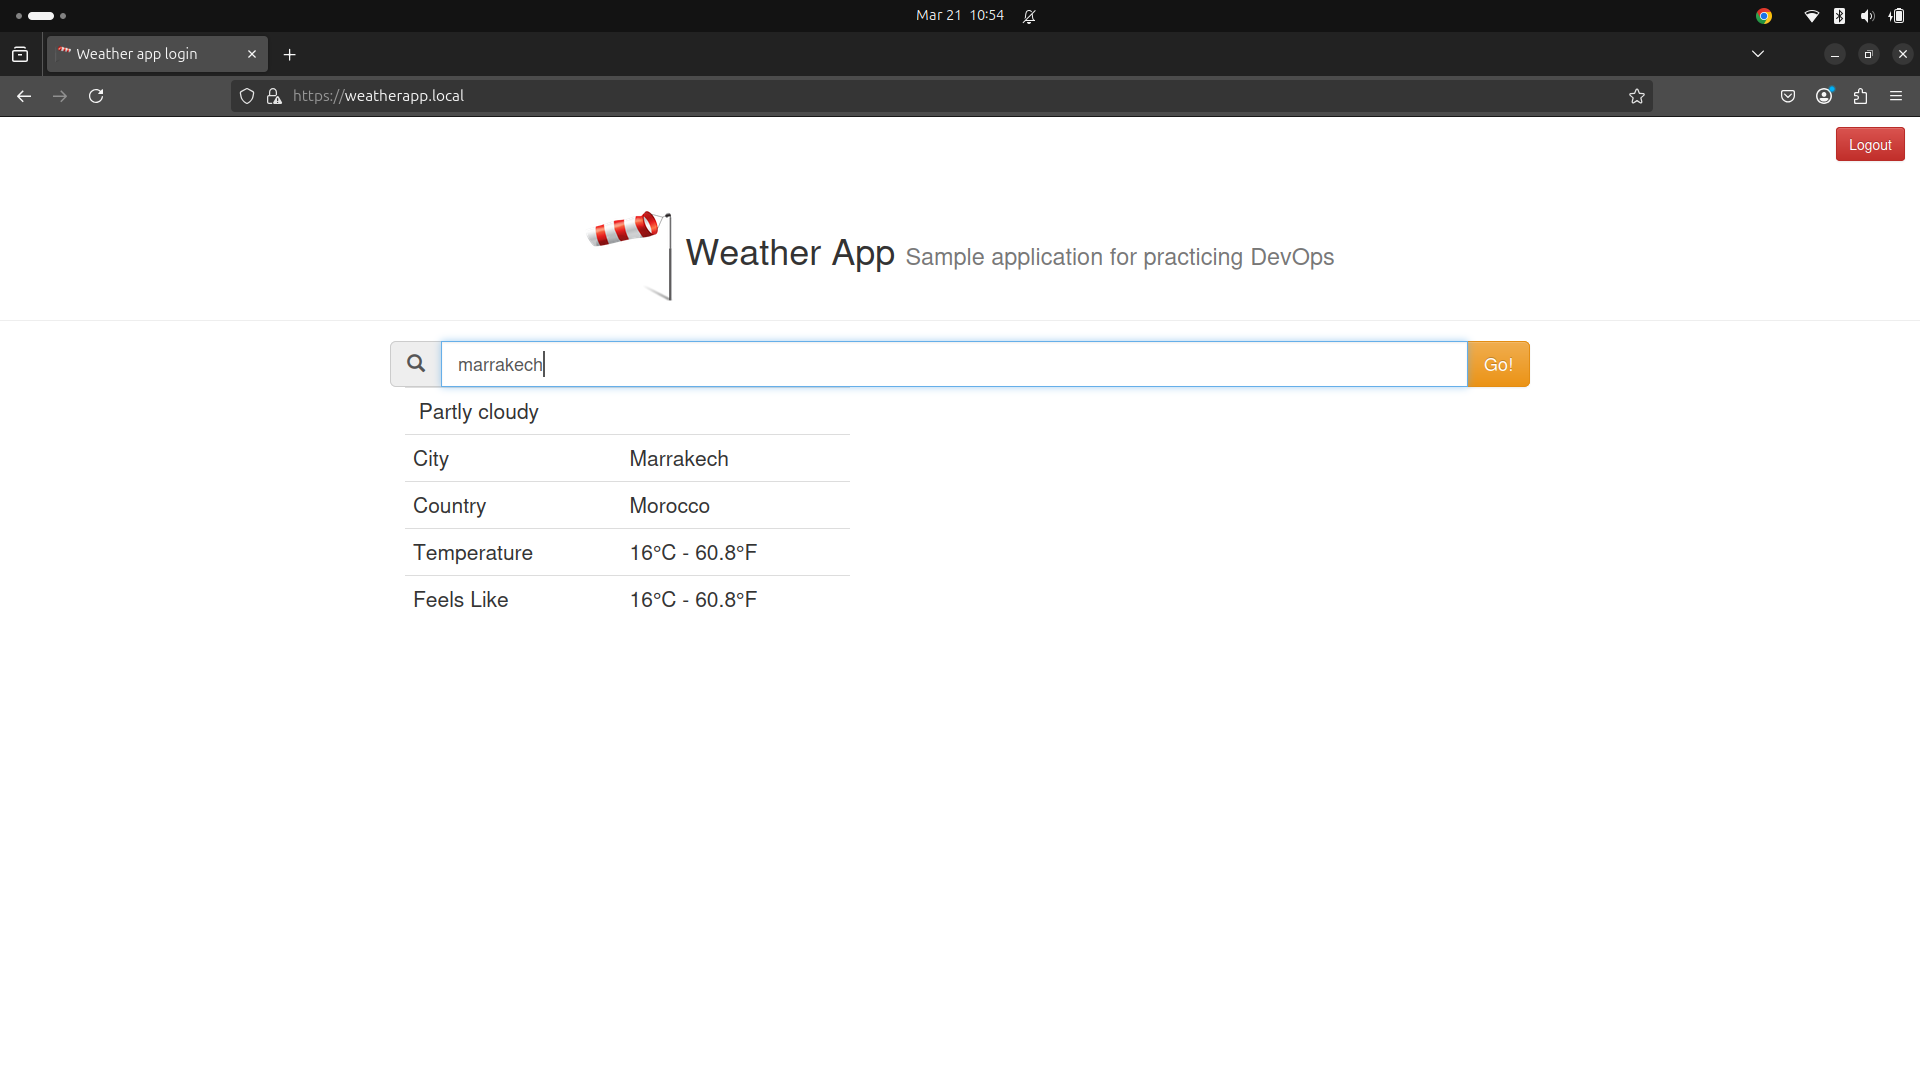 Mar 21 10:54
Weather app login
https://weatherapp.local
Logout
Weather App Sample application for practicing DevOps
marrakech Go!
Partly cloudy
City Marrakech
Country Morocco
Temperature 16°C - 60.8°F
Feels Like 16°C - 60.8°F